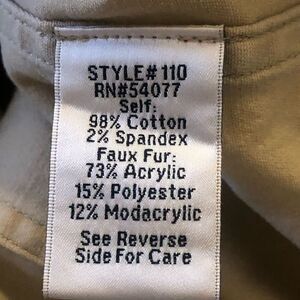 STYLE# 110
RN#54077
Self:
98% Cotton
2% Spandex
Faux Fur:
73% Acrylic
15% Polyester
12% Modacrylic
See Reverse
Side For Care